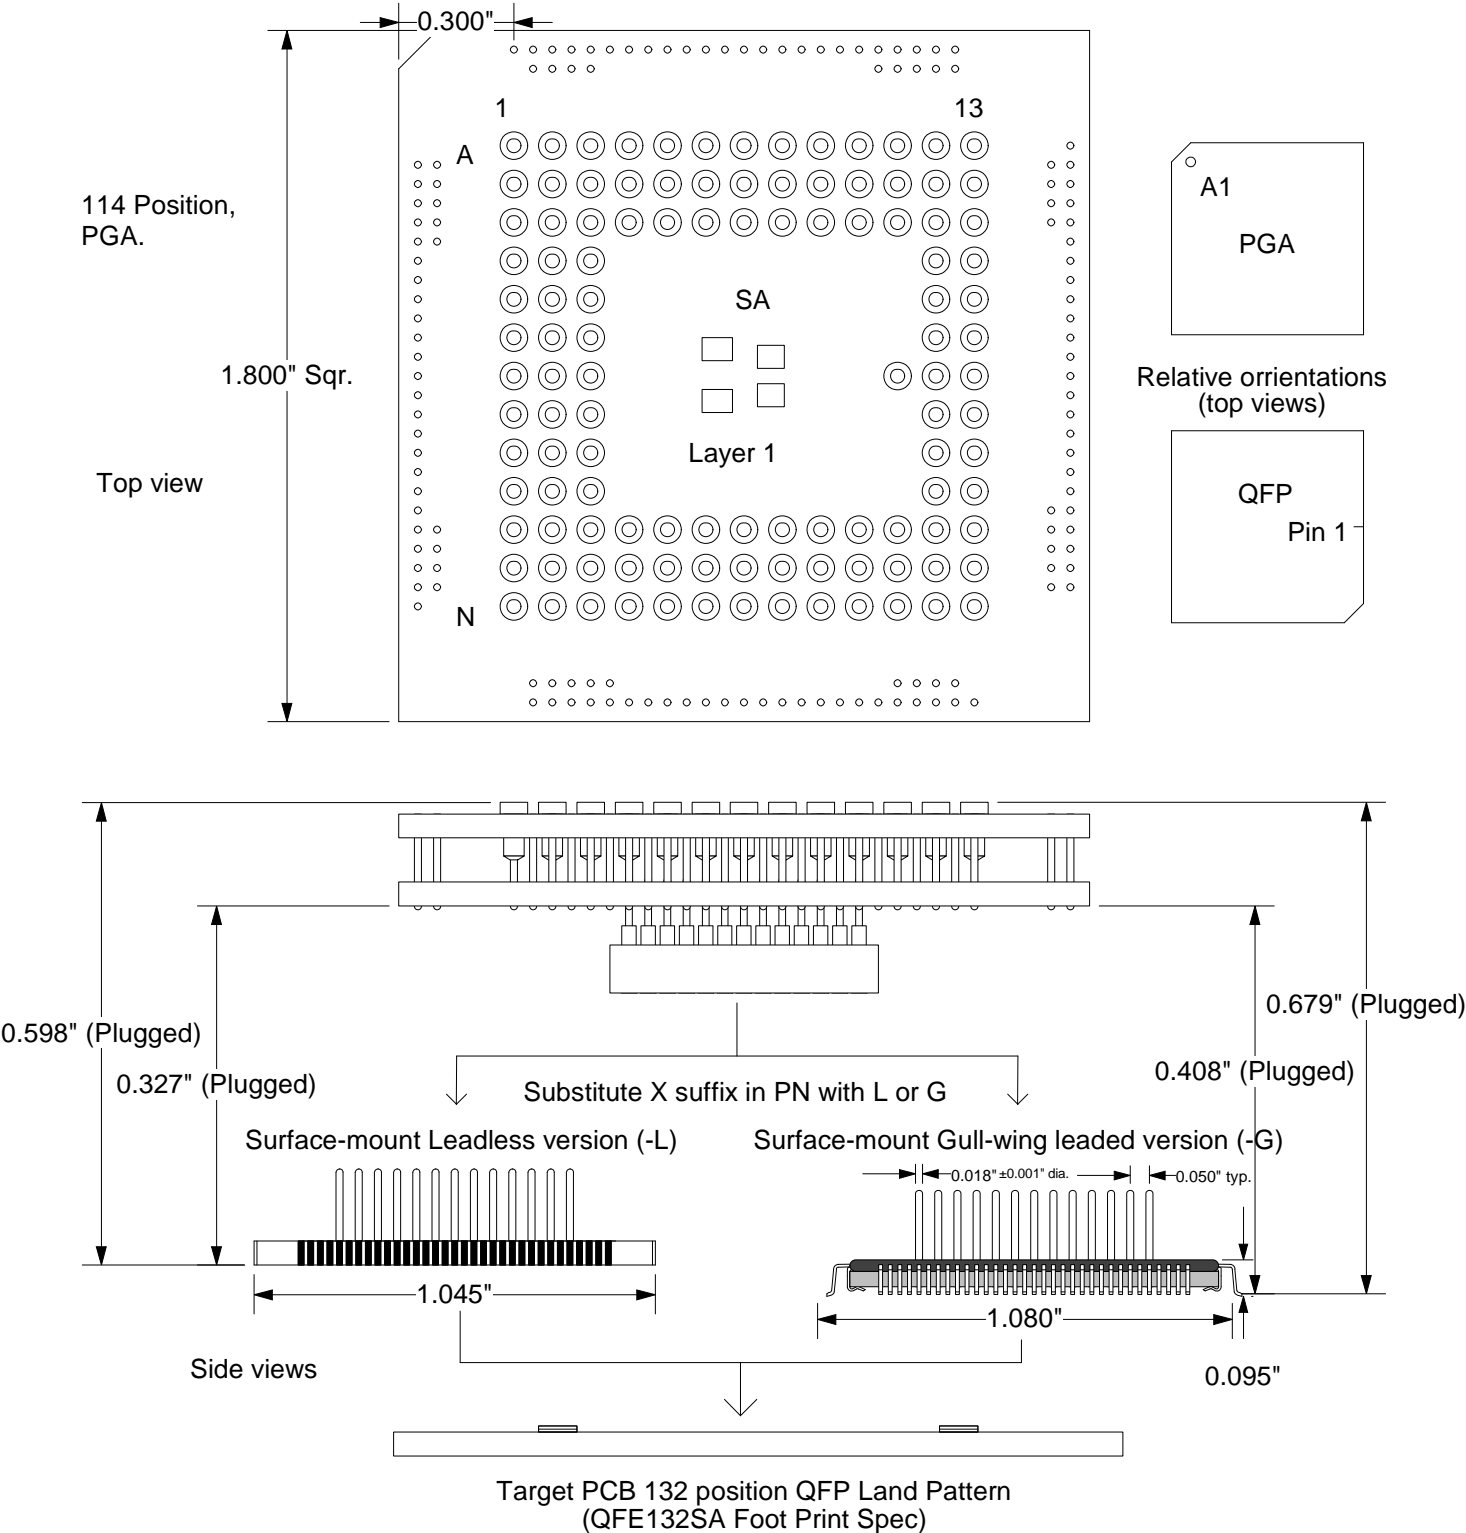 0.300"
1
13
A
A1
114 Position,
PGA.
PGA
SA
1.800" Sqr.
Relative orrientations
(top views)
Layer 1
Top view
QFP
Pin 1
N
0.679" (Plugged)
0.598" (Plugged)
0.408" (Plugged)
0.327" (Plugged)
Substitute X suffix in PN with L or G
Surface-mount Leadless version (-L)
Surface-mount Gull-wing leaded version (-G)
0.018" ±0.001" dia.
0.050" typ.
1.045"
1.080"
Side views
0.095"
Target PCB 132 position QFP Land Pattern
(QFE132SA Foot Print Spec)